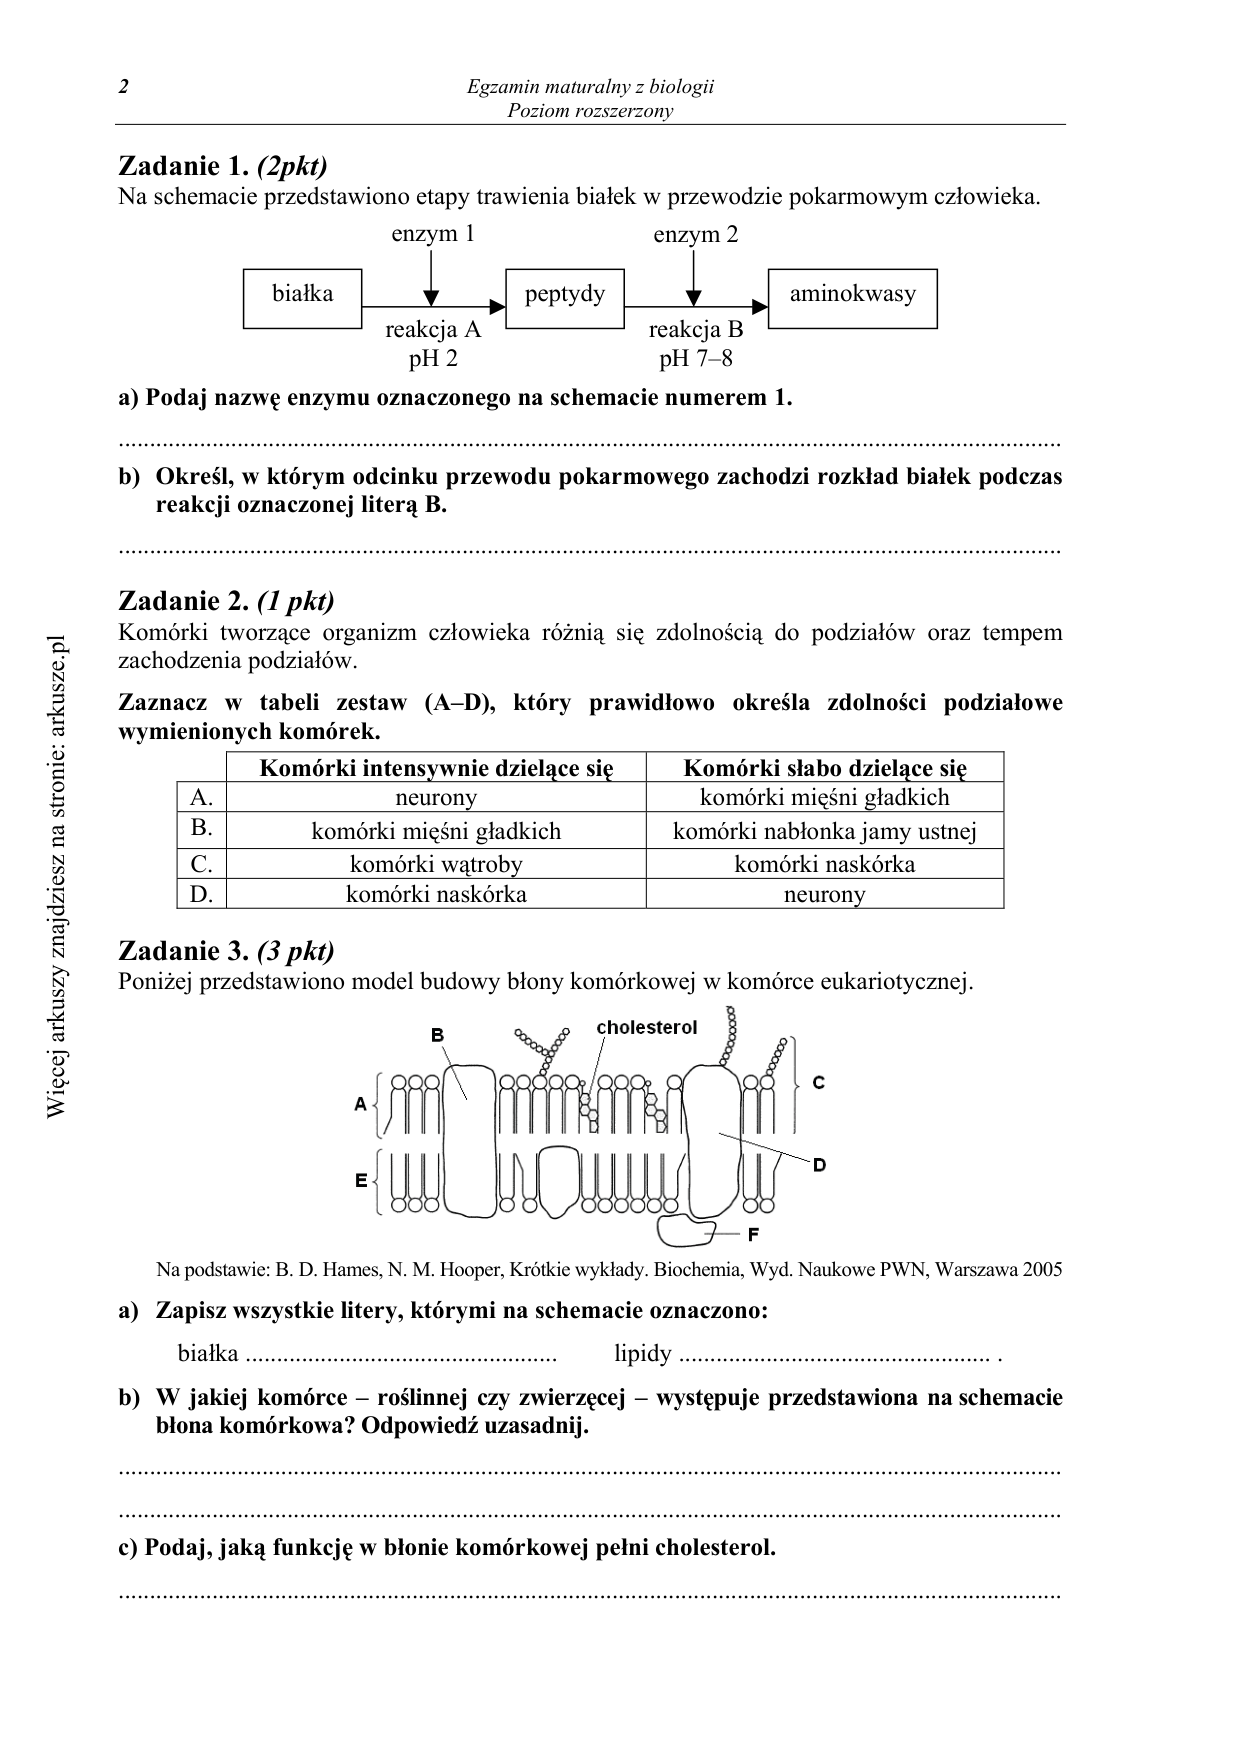 2
Egzamin maturalny z biologii
Poziom rozszerzony
Zadanie 1. (2pkt)
Na schemacie przedstawiono etapy trawienia białek w przewodzie pokarmowym człowieka.
enzym 1
enzym 2
białka
peptydy
aminokwasy
reakcja A
pH 2
reakcja B
pH 7–8
a) Podaj nazwę enzymu oznaczonego na schemacie numerem 1.
................................................................................
b) Określ, w którym odcinku przewodu pokarmowego zachodzi rozkład białek podczas
reakcji oznaczonej literą B.
................................................................................
Zadanie 2. (1 pkt)
Komórki tworzące organizm człowieka różnią się zdolnością do podziałów oraz tempem
zachodzenia podziałów.
Zaznacz w tabeli zestaw (A–D), który prawidłowo określa zdolności podziałowe
wymienionych komórek.
Komórki intensywnie dzielące się Komórki słabo dzielące się
A. neurony komórki mięśni gładkich
B. komórki mięśni gładkich komórki nabłonka jamy ustnej
C. komórki wątroby komórki naskórka
D. komórki naskórka neurony
Zadanie 3. (3 pkt)
Poniżej przedstawiono model budowy błony komórkowej w komórce eukariotycznej.
B
cholesterol
C
A
D
E
F
Na podstawie: B. D. Hames, N. M. Hooper, Krótkie wykłady. Biochemia, Wyd. Naukowe PWN, Warszawa 2005
a) Zapisz wszystkie litery, którymi na schemacie oznaczono:
białka .................................................. lipidy .................................................. .
b) W jakiej komórce – roślinnej czy zwierzęcej – występuje przedstawiona na schemacie
błona komórkowa? Odpowiedź uzasadnij.
................................................................................
................................................................................
c) Podaj, jaką funkcję w błonie komórkowej pełni cholesterol.
................................................................................
Więcej arkuszy znajdziesz na stronie: arkusze.pl